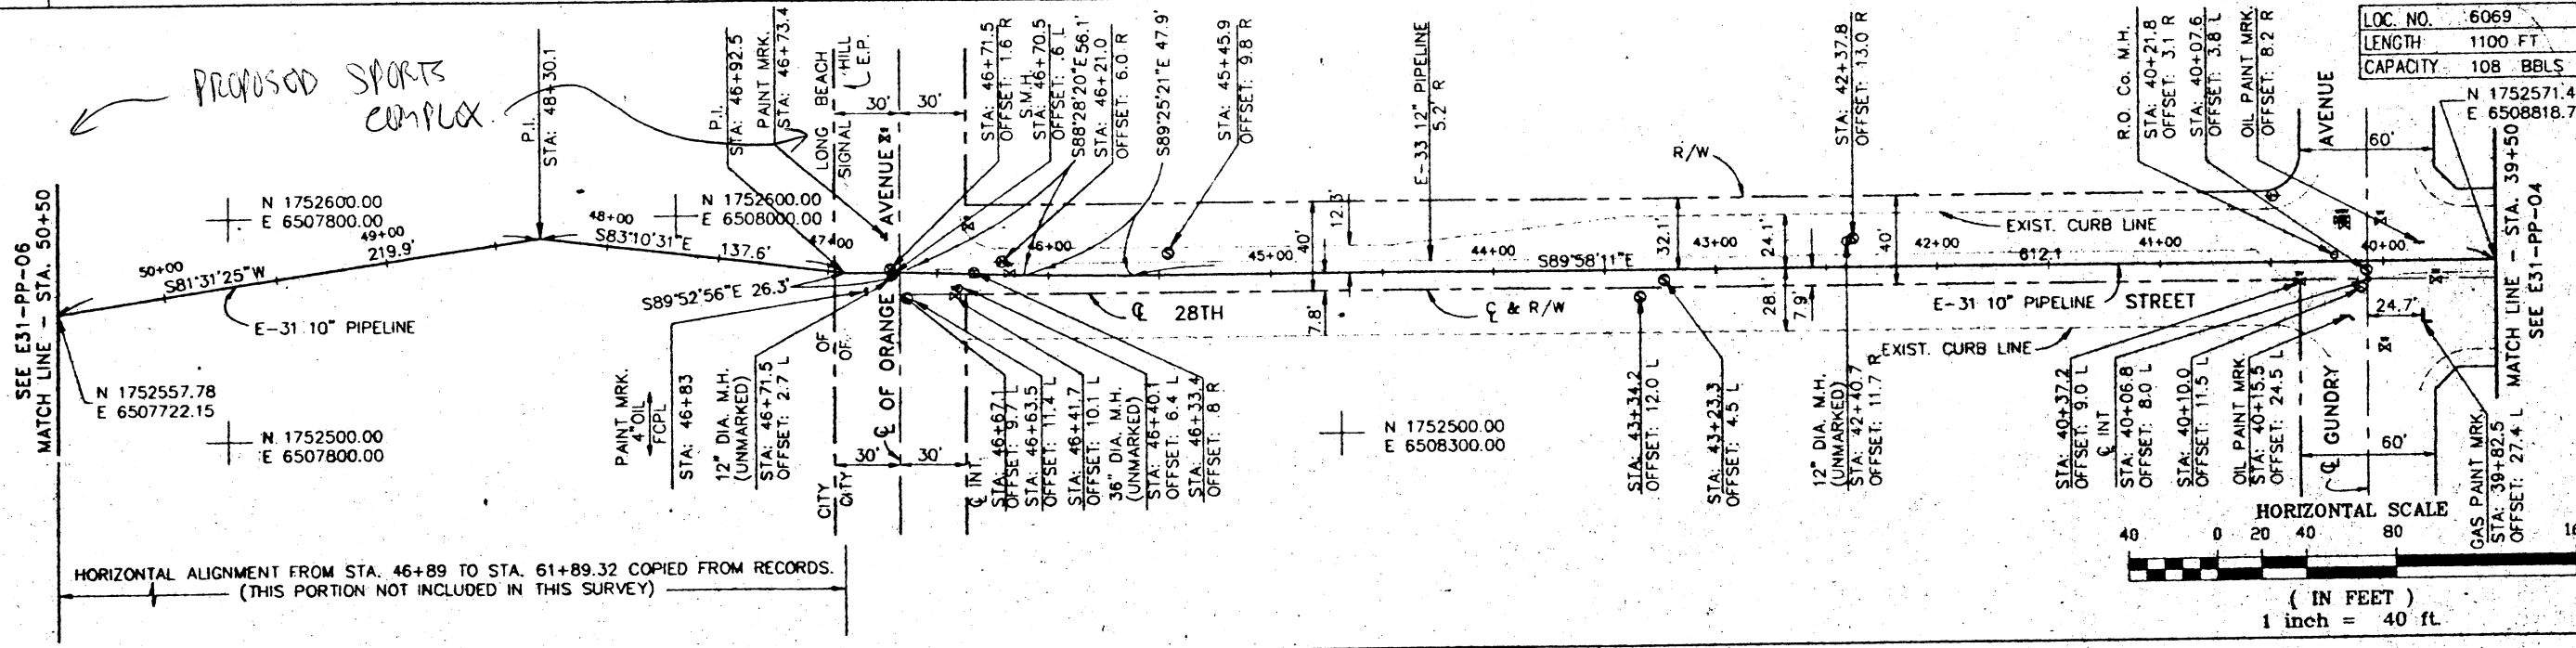 PROPOSED SPORTS
COMPLEX
SEE E31-PP-06
MATCH LINE - STA. 50+50
N 1752557.78
E 6507722.15
N 1752600.00
E 6507800.00
N 1752500.00
E 6507800.00
50+00
S81°31'25"W
49+00
219.9'
E-31 10" PIPELINE
P.I.
STA: 48+30.1
48+00
S83°10'31"E
137.6'
N 1752600.00
E 6508000.00
47+00
P.I.
STA: 46+92.5
PAINT MRK.
STA: 46+73.4
LONG BEACH
SIGNAL HILL
E.P.
30'
30'
AVENUE
STA: 46+71.5
OFFSET: 1.6 R
S.M.H.
STA: 46+70.5
OFFSET: .6 L
S88°28'20"E 56.1'
STA: 46+21.0
OFFSET: 6.0 R
S89°25'21"E 47.9'
STA: 45+45.9
OFFSET: 9.8 R
S89°52'56"E 26.3'
PAINT MRK.
4" OIL
FCPL
STA: 46+83
12" DIA. M.H.
(UNMARKED)
STA: 46+71.5
OFFSET: 2.7 L
CITY OF
CITY OF
℄ OF ORANGE
30'
30'
℄ INT.
STA: 46+67.1
OFFSET: 9.7 L
STA: 46+63.5
OFFSET: 11.4 L
STA: 46+41.7
OFFSET: 10.1 L
36" DIA. M.H.
(UNMARKED)
STA: 46+40.1
OFFSET: 6.4 L
STA: 46+33.4
OFFSET: .8 R
46+00
45+00
44+00
43+00
42+00
41+00
40+00
℄ 28TH
STREET
E-33 12" PIPELINE
5.2' R
12.3'
40'
7.8'
S89°58'11"E
612.1
℄ & R/W
R/W
32.1'
24.1'
28.1'
7.9'
40'
N 1752500.00
E 6508300.00
STA: 43+34.2
OFFSET: 12.0 L
STA: 43+23.3
OFFSET: 4.5 L
STA: 42+37.8
OFFSET: 13.0 R
12" DIA. M.H.
(UNMARKED)
STA: 42+40.7
OFFSET: 11.7 R
EXIST. CURB LINE
E-31 10" PIPELINE
EXIST. CURB LINE
R.O. Co. M.H.
STA: 40+21.8
OFFSET: 3.1 R
STA: 40+07.6
OFFSET: 3.8 L
OIL PAINT MRK.
OFFSET: 8.2 R
AVENUE
60'
LOC. NO. 6069
LENGTH 1100 FT
CAPACITY 108 BBLS
N 1752571.4
E 6508818.7
MATCH LINE - STA. 39+50
SEE E31-PP-04
24.7'
STA: 40+37.2
OFFSET: 9.0 L
℄ INT
STA: 40+06.8
OFFSET: 8.0 L
STA: 40+10.0
OFFSET: 11.5 L
OIL PAINT MRK.
STA: 40+15.5
OFFSET: 24.5 L
℄ GUNDRY
60'
GAS PAINT MRK.
STA: 39+82.5
OFFSET: 27.4 L
HORIZONTAL ALIGNMENT FROM STA. 46+89 TO STA. 61+89.32 COPIED FROM RECORDS.
(THIS PORTION NOT INCLUDED IN THIS SURVEY)
HORIZONTAL SCALE
40 0 20 40 80
( IN FEET )
1 inch = 40 ft.